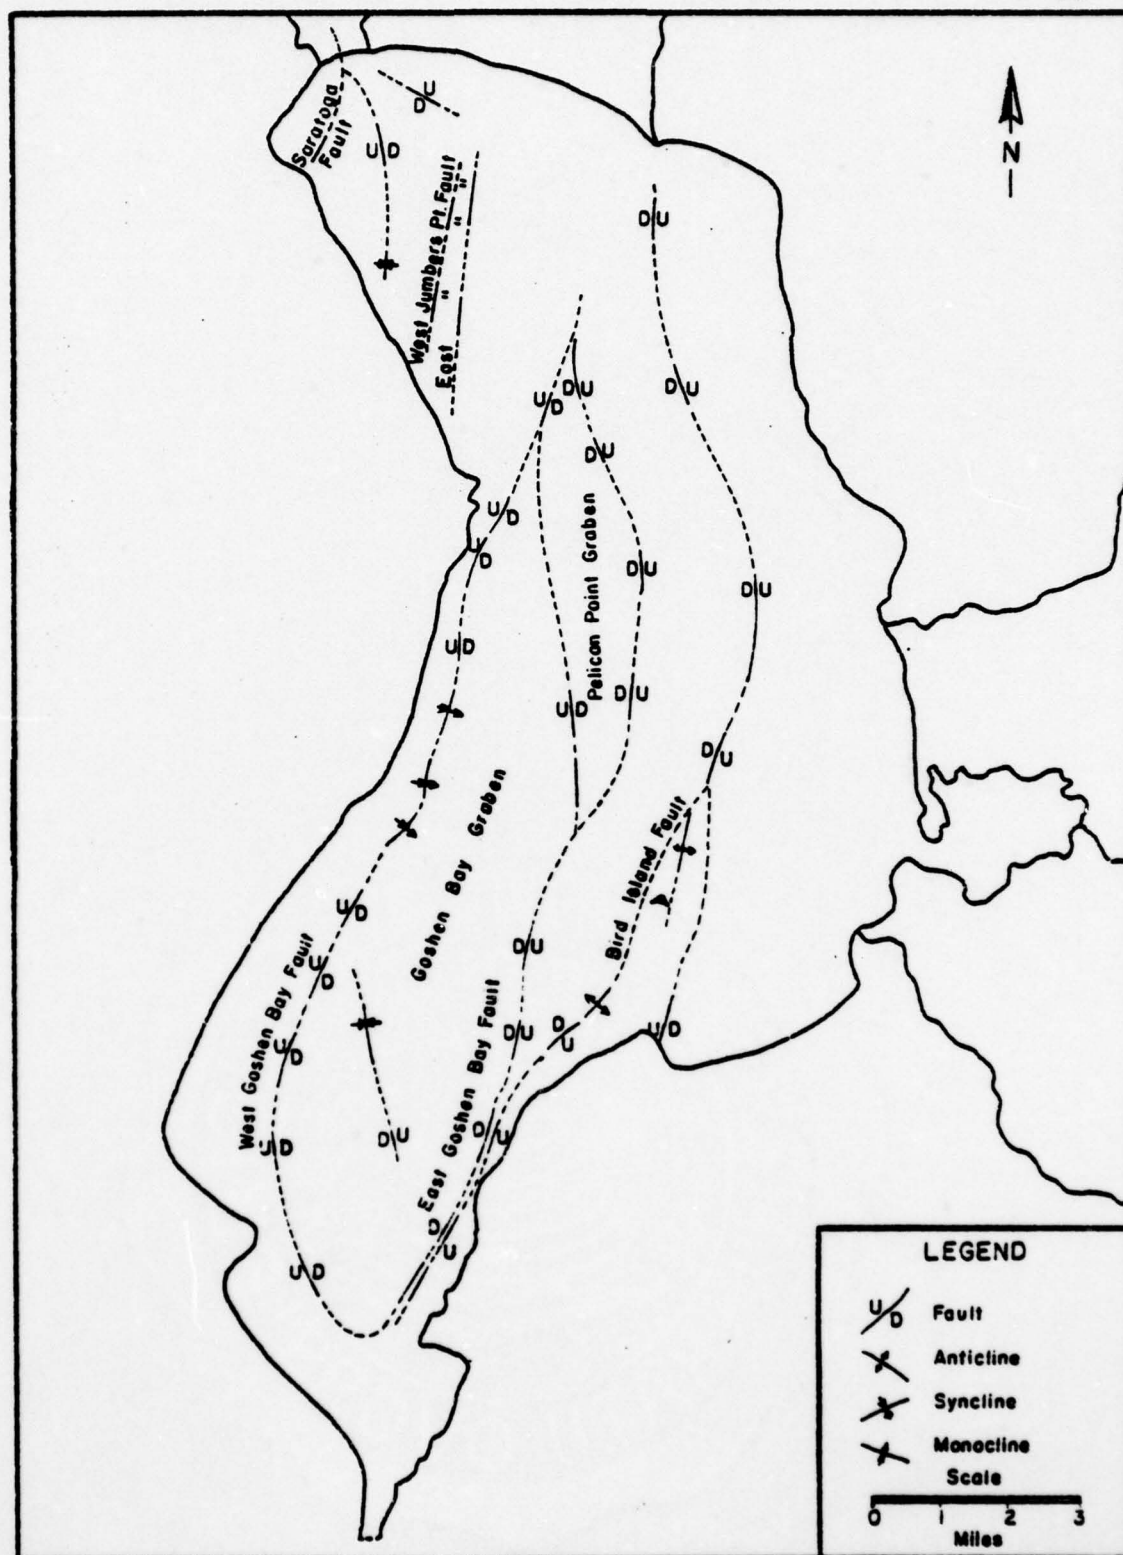 Saratoga
Fault
U D
D U
West Jumbers Pt. Fault
East " " "
N
D U
D U
U D
D U
D U
U D
U D
U D
D U
D U
Pelican Point Graben
D U
U D
D U
Goshen Bay Graben
Bird Island Fault
U D
U D
West Goshen Bay Fault
U D
U D
U D
D U
D U
D U
U D
East Goshen Bay Fault
D U
D U
D U
LEGEND
U D Fault
Anticline
Syncline
Monocline
Scale
0 1 2 3
Miles